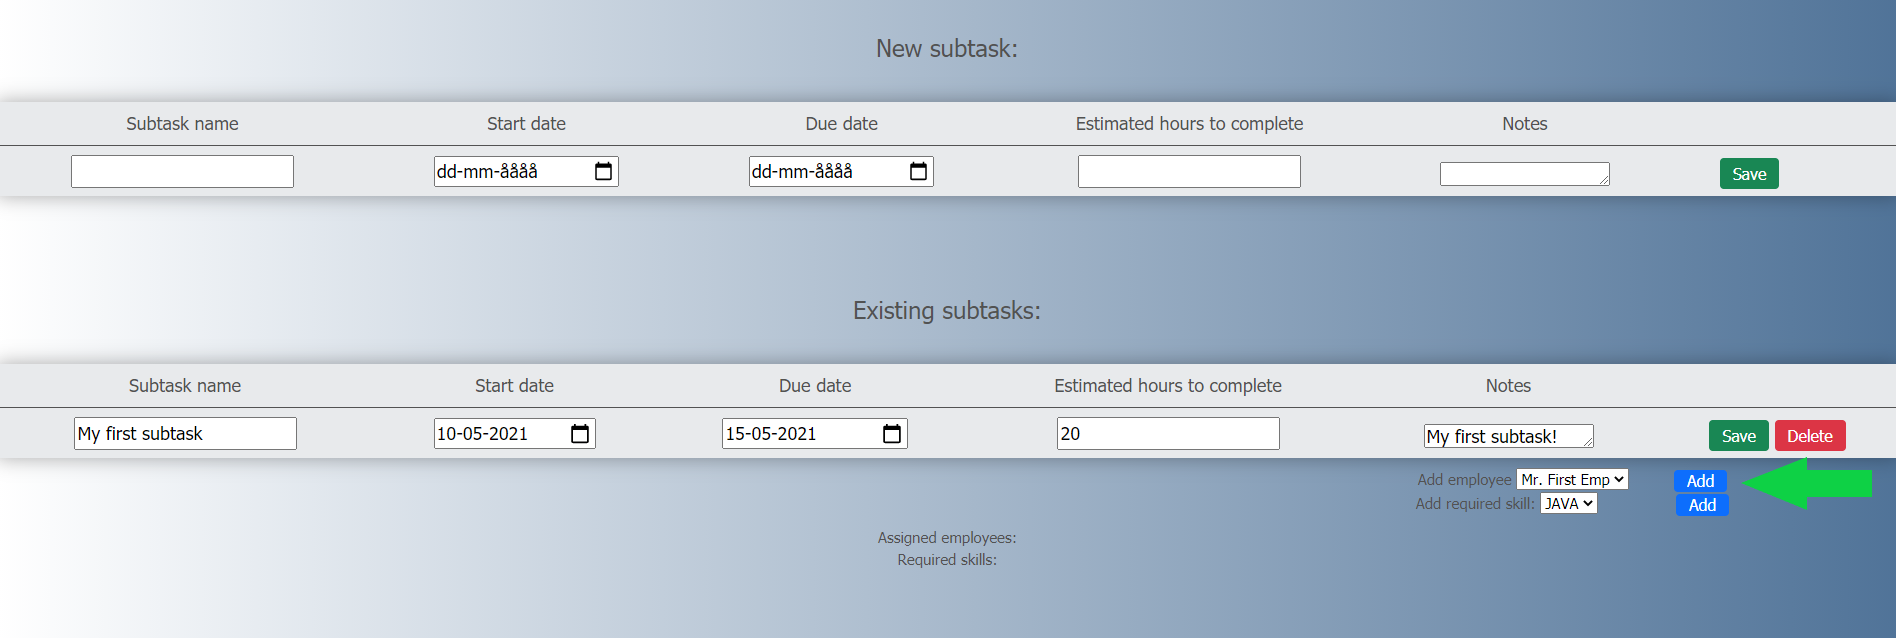 New subtask:
Subtask name Start date Due date Estimated hours to complete Notes
dd-mm-åååå dd-mm-åååå Save
Existing subtasks:
Subtask name Start date Due date Estimated hours to complete Notes
My first subtask 10-05-2021 15-05-2021 20 My first subtask! Save Delete
Add employee Mr. First Emp Add
Add required skill: JAVA Add
Assigned employees:
Required skills: